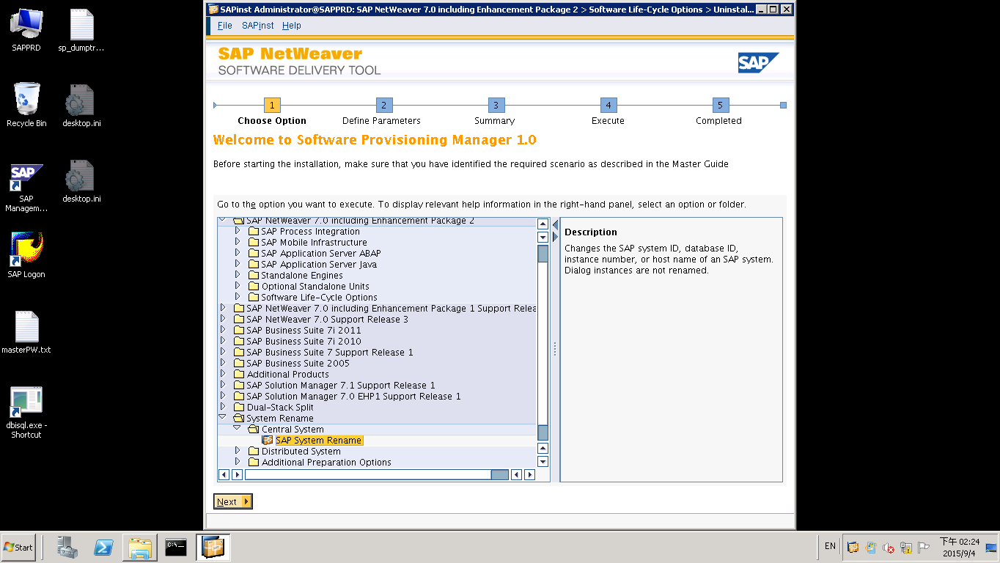 SAPPRD
sp_dumptr...
Recycle Bin
desktop.ini
SAP
SAP
Managem...
desktop.ini
SAP Logon
masterPW.txt
dbisql.exe -
Shortcut
SAPinst Administrator@SAPPRD: SAP NetWeaver 7.0 including Enhancement Package 2 > Software Life-Cycle Options > Uninstal...
File SAPinst Help
SAP NetWeaver
SOFTWARE DELIVERY TOOL
SAP
1 2 3 4 5
Choose Option Define Parameters Summary Execute Completed
Welcome to Software Provisioning Manager 1.0
Before starting the installation, make sure that you have identified the required scenario as described in the Master Guide
Go to the option you want to execute. To display relevant help information in the right-hand panel, select an option or folder.
SAP NetWeaver 7.0 including Enhancement Package 2
SAP Process Integration
SAP Mobile Infrastructure
SAP Application Server ABAP
SAP Application Server Java
Standalone Engines
Optional Standalone Units
Software Life-Cycle Options
SAP NetWeaver 7.0 including Enhancement Package 1 Support Relea
SAP NetWeaver 7.0 Support Release 3
SAP Business Suite 7i 2011
SAP Business Suite 7i 2010
SAP Business Suite 7 Support Release 1
SAP Business Suite 2005
Additional Products
SAP Solution Manager 7.1 Support Release 1
SAP Solution Manager 7.0 EHP1 Support Release 1
Dual-Stack Split
System Rename
Central System
SAP System Rename
Distributed System
Additional Preparation Options
Description
Changes the SAP system ID, database ID,
instance number, or host name of an SAP system.
Dialog instances are not renamed.
Next
Start
C:\_
EN
下午 02:24
2015/9/4